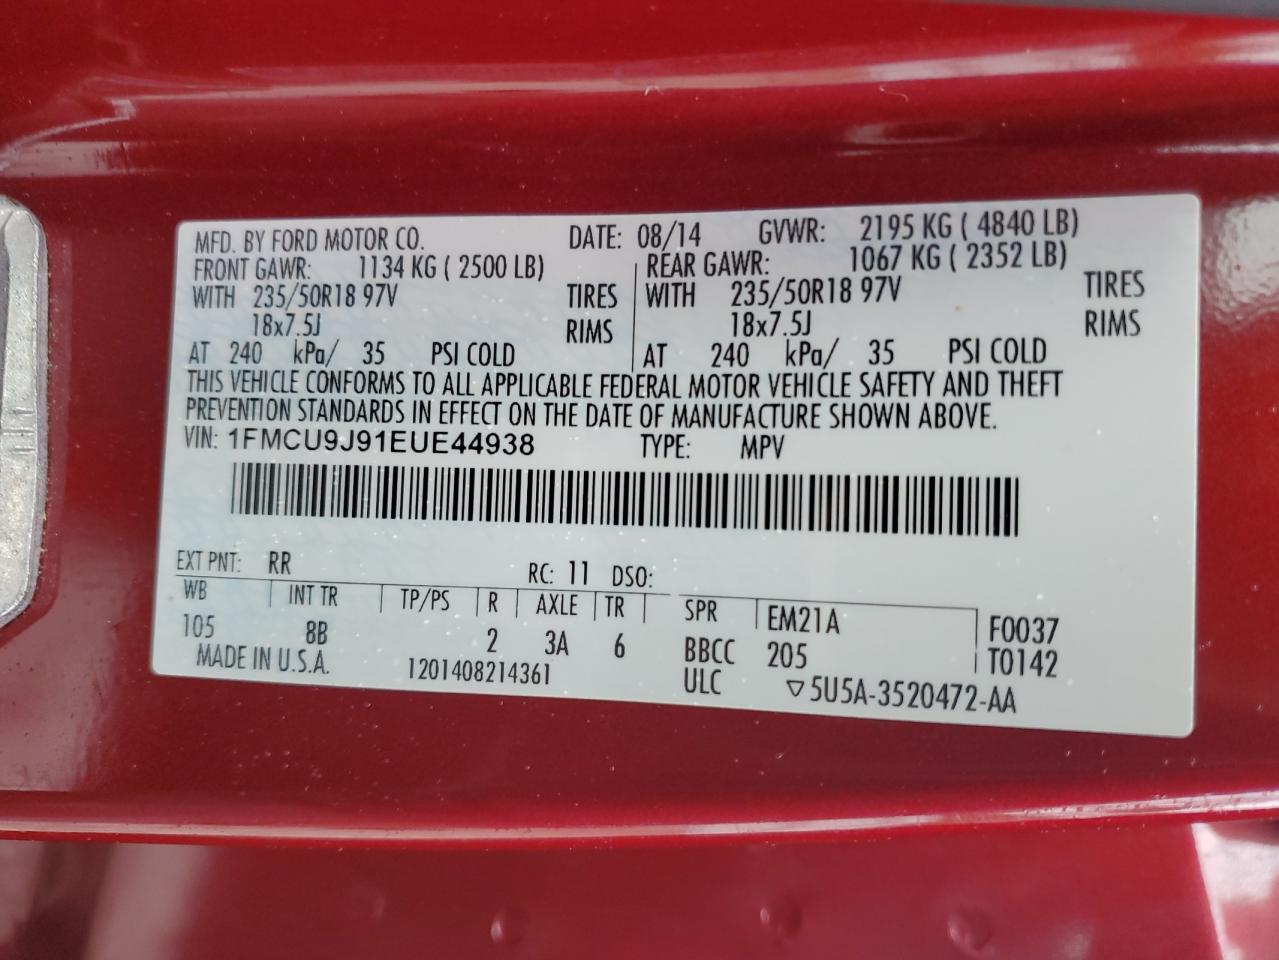 MFD. BY FORD MOTOR CO. DATE: 08/14 GVWR: 2195 KG ( 4840 LB)
FRONT GAWR: 1134 KG ( 2500 LB) REAR GAWR: 1067 KG ( 2352 LB)
WITH 235/50R18 97V TIRES WITH 235/50R18 97V TIRES
18x7.5J RIMS 18x7.5J RIMS
AT 240 kPa/ 35 PSI COLD AT 240 kPa/ 35 PSI COLD
THIS VEHICLE CONFORMS TO ALL APPLICABLE FEDERAL MOTOR VEHICLE SAFETY AND THEFT
PREVENTION STANDARDS IN EFFECT ON THE DATE OF MANUFACTURE SHOWN ABOVE.
VIN: 1FMCU9J91EUE44938 TYPE: MPV
EXT PNT: RR RC: 11 DSO:
WB INT TR TP/PS R AXLE TR SPR EM21A F0037
105 8B 2 3A 6 BBCC 205 T0142
MADE IN U.S.A. 1201408214361 ULC ▽5U5A-3520472-AA